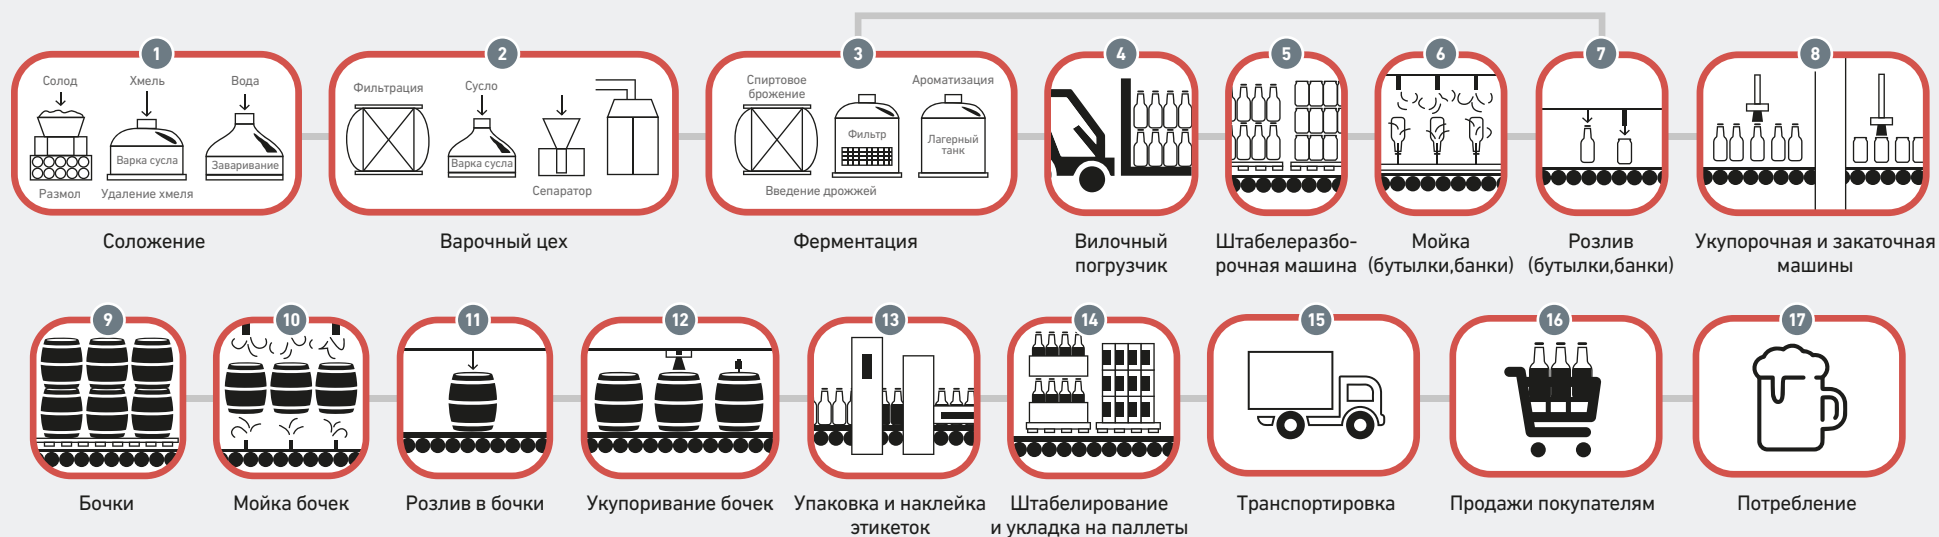 1
Солод
Хмель
Вода
Варка сусла
Заваривание
Размол
Удаление хмеля
Соложение
2
Фильтрация
Сусло
Варка сусла
Сепаратор
Варочный цех
3
Спиртовое
брожение
Ароматизация
Фильтр
Лагерный
танк
Введение дрожжей
Ферментация
4
Вилочный
погрузчик
5
Штабелеразбо-
рочная машина
6
Мойка
(бутылки,банки)
7
Розлив
(бутылки,банки)
8
Укупорочная и закаточная
машины
9
Бочки
10
Мойка бочек
11
Розлив в бочки
12
Укупоривание бочек
13
Упаковка и наклейка
этикеток
14
Штабелирование
и укладка на паллеты
15
Транспортировка
16
Продажи покупателям
17
Потребление